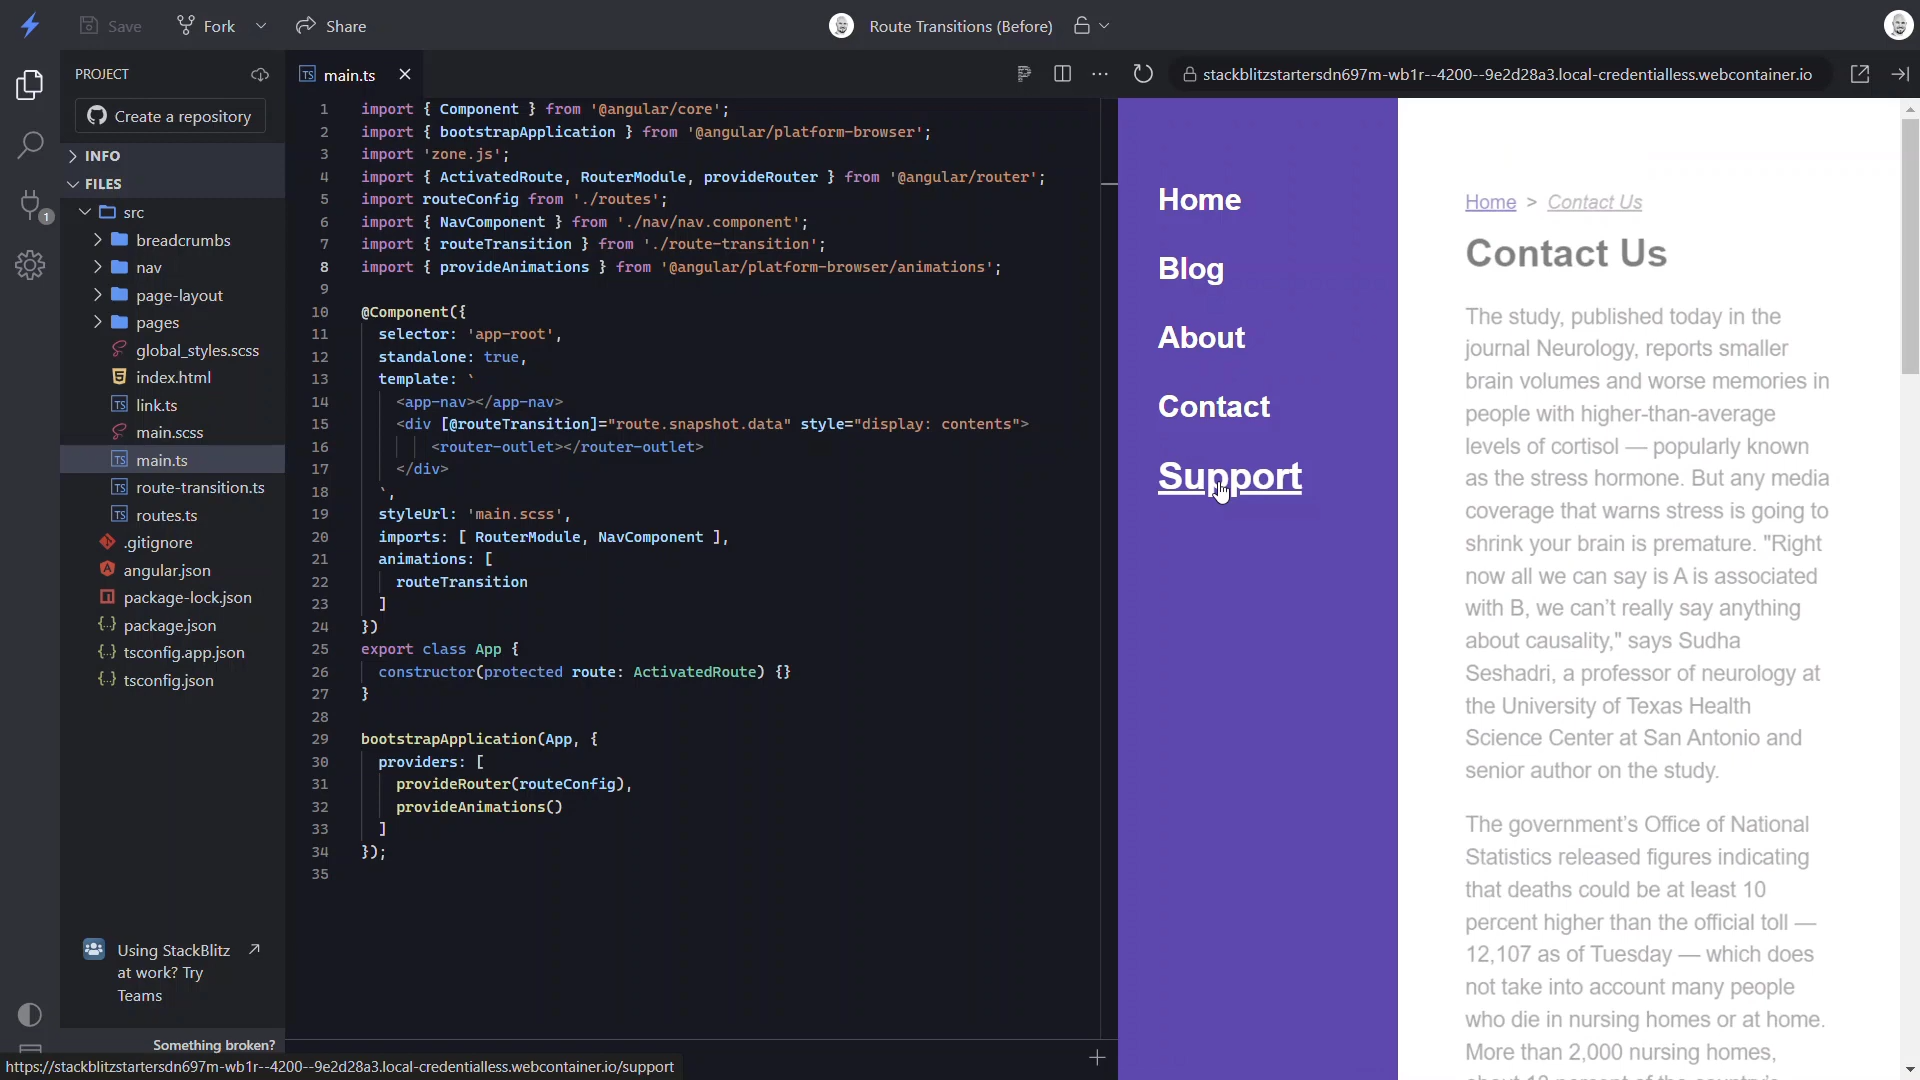 Save
Fork
Share
Route Transitions (Before)
PROJECT
Create a repository
INFO
FILES
src
breadcrumbs
nav
page-layout
pages
global_styles.scss
index.html
link.ts
main.scss
main.ts
route-transition.ts
routes.ts
.gitignore
angular.json
package-lock.json
package.json
tsconfig.app.json
tsconfig.json
1
Using StackBlitz
at work? Try
Teams
Something broken?
https://stackblitzstartersdn697m-wb1r--4200--9e2d28a3.local-credentialless.webcontainer.io/support
TS main.ts
1 import { Component } from '@angular/core';
2 import { bootstrapApplication } from '@angular/platform-browser';
3 import 'zone.js';
4 import { ActivatedRoute, RouterModule, provideRouter } from '@angular/router';
5 import routeConfig from './routes';
6 import { NavComponent } from './nav/nav.component';
7 import { routeTransition } from './route-transition';
8 import { provideAnimations } from '@angular/platform-browser/animations';
9
10 @Component({
11 selector: 'app-root',
12 standalone: true,
13 template: `
14 <app-nav></app-nav>
15 <div [@routeTransition]="route.snapshot.data" style="display: contents">
16 <router-outlet></router-outlet>
17 </div>
18 `,
19 styleUrl: 'main.scss',
20 imports: [ RouterModule, NavComponent ],
21 animations: [
22 routeTransition
23 ]
24 })
25 export class App {
26 constructor(protected route: ActivatedRoute) {}
27 }
28
29 bootstrapApplication(App, {
30 providers: [
31 provideRouter(routeConfig),
32 provideAnimations()
33 ]
34 });
35
stackblitzstartersdn697m-wb1r--4200--9e2d28a3.local-credentialless.webcontainer.io
Home
Blog
About
Contact
Support
Home > Contact Us
Contact Us
The study, published today in the
journal Neurology, reports smaller
brain volumes and worse memories in
people with higher-than-average
levels of cortisol — popularly known
as the stress hormone. But any media
coverage that warns stress is going to
shrink your brain is premature. "Right
now all we can say is A is associated
with B, we can’t really say anything
about causality," says Sudha
Seshadri, a professor of neurology at
the University of Texas Health
Science Center at San Antonio and
senior author on the study.
The government’s Office of National
Statistics released figures indicating
that deaths could be at least 10
percent higher than the official toll —
12,107 as of Tuesday — which does
not take into account many people
who die in nursing homes or at home.
More than 2,000 nursing homes,